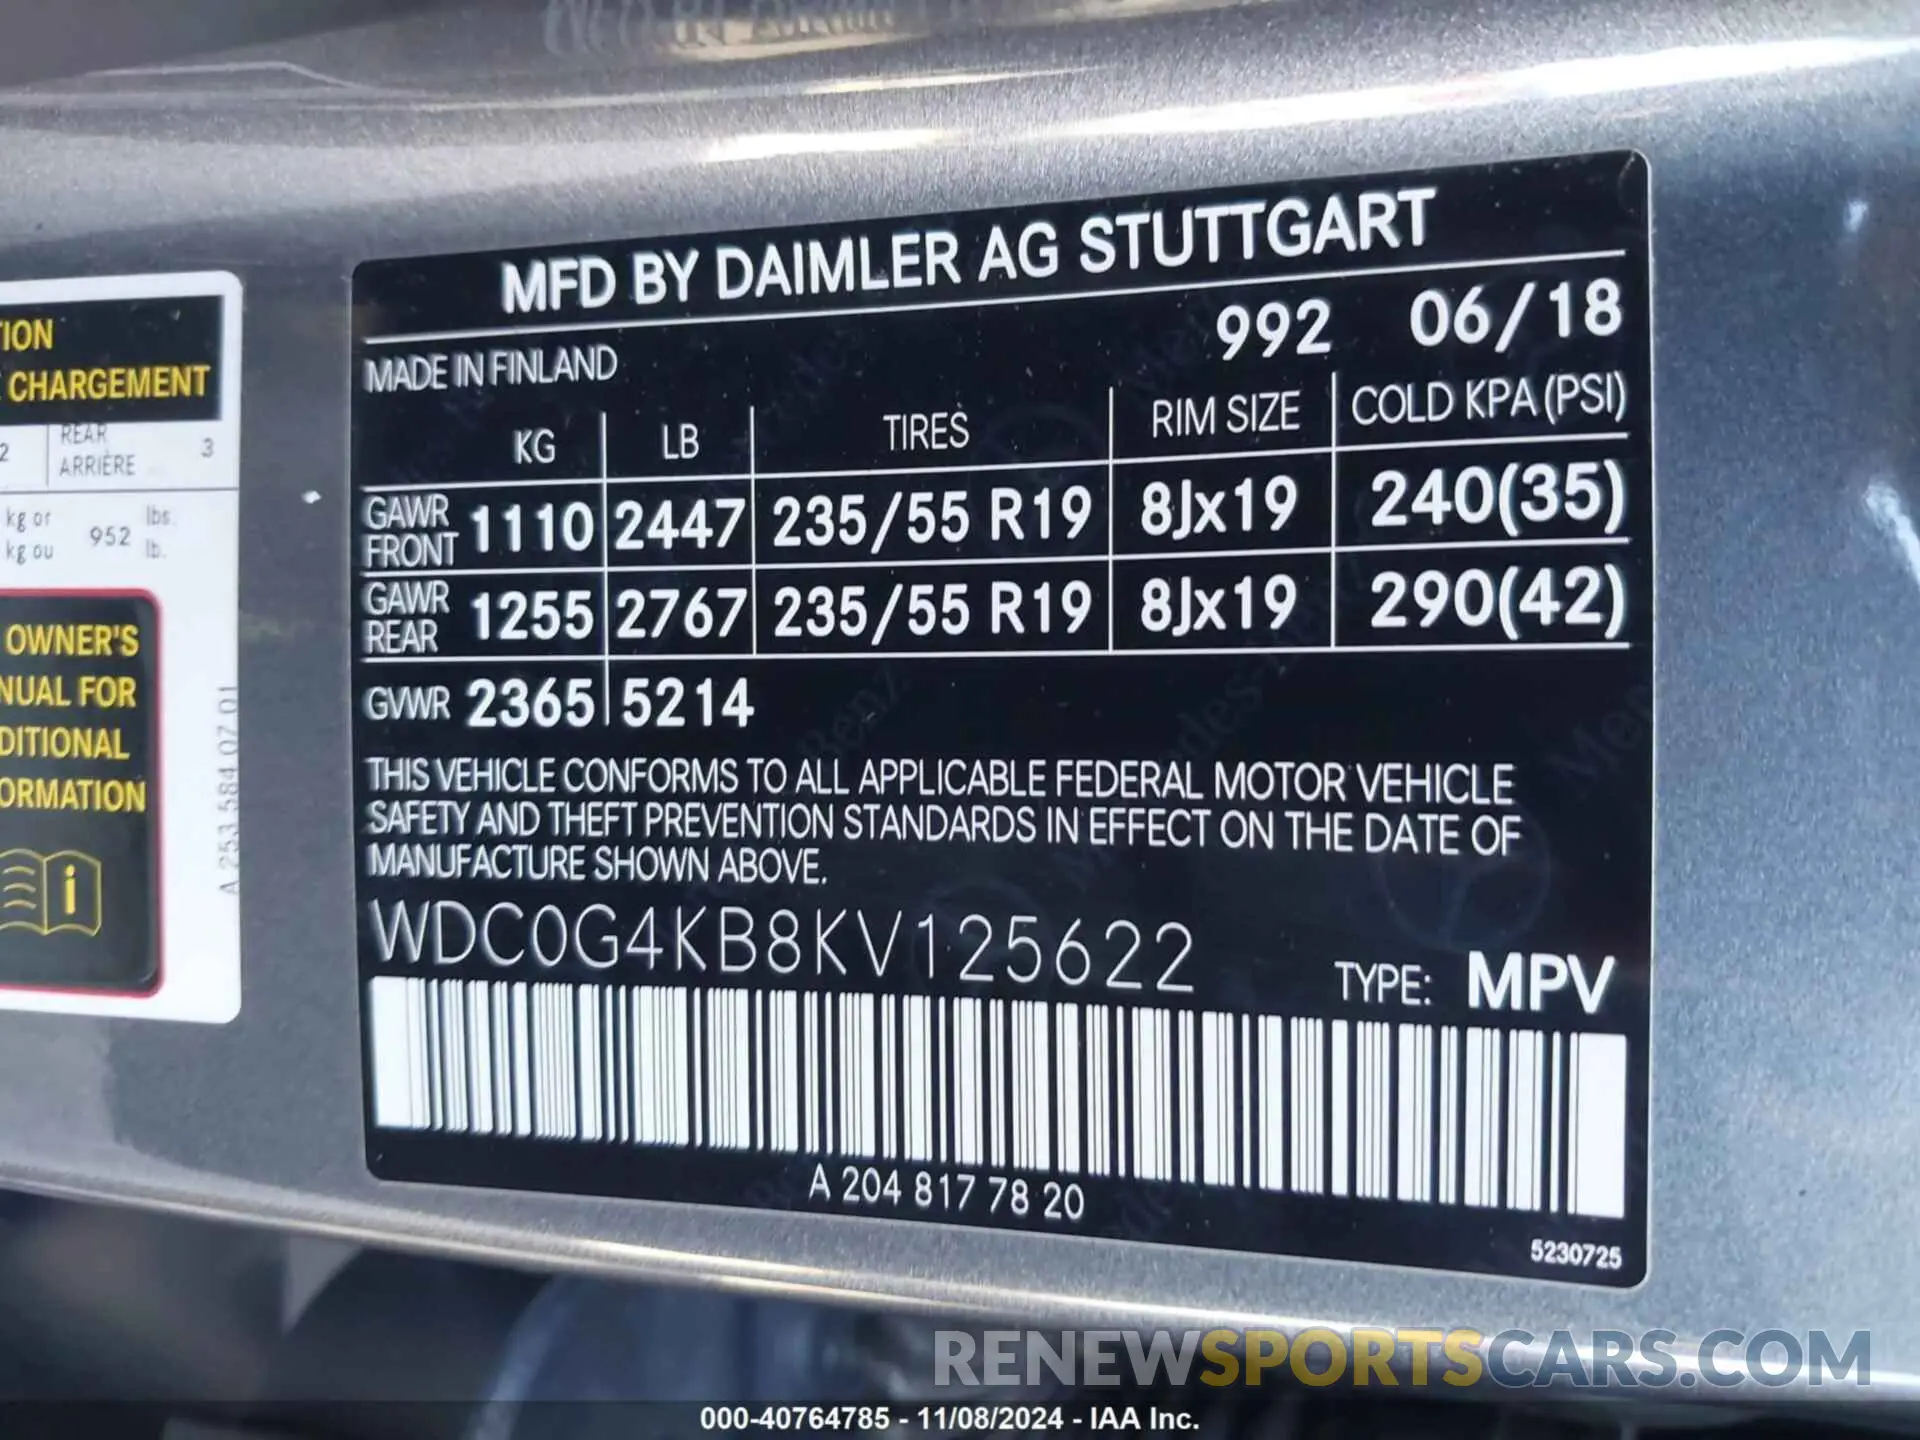 TION
CHARGEMENT
2 REAR 3
ARRIÈRE
kg or 952 lbs.
kg ou lb.
OWNER'S
NUAL FOR
DITIONAL
ORMATION
i
A 253 584 07 01
MFD BY DAIMLER AG STUTTGART
MADE IN FINLAND 992 06/18
KG LB TIRES RIM SIZE COLD KPA (PSI)
GAWR FRONT 1110 2447 235/55 R19 8Jx19 240(35)
GAWR REAR 1255 2767 235/55 R19 8Jx19 290(42)
GVWR 2365 5214
THIS VEHICLE CONFORMS TO ALL APPLICABLE FEDERAL MOTOR VEHICLE
SAFETY AND THEFT PREVENTION STANDARDS IN EFFECT ON THE DATE OF
MANUFACTURE SHOWN ABOVE.
WDC0G4KB8KV125622
TYPE: MPV
A 204 817 78 20
5230725
RENEWSPORTSCARS.COM
000-40764785 - 11/08/2024 - IAA Inc.